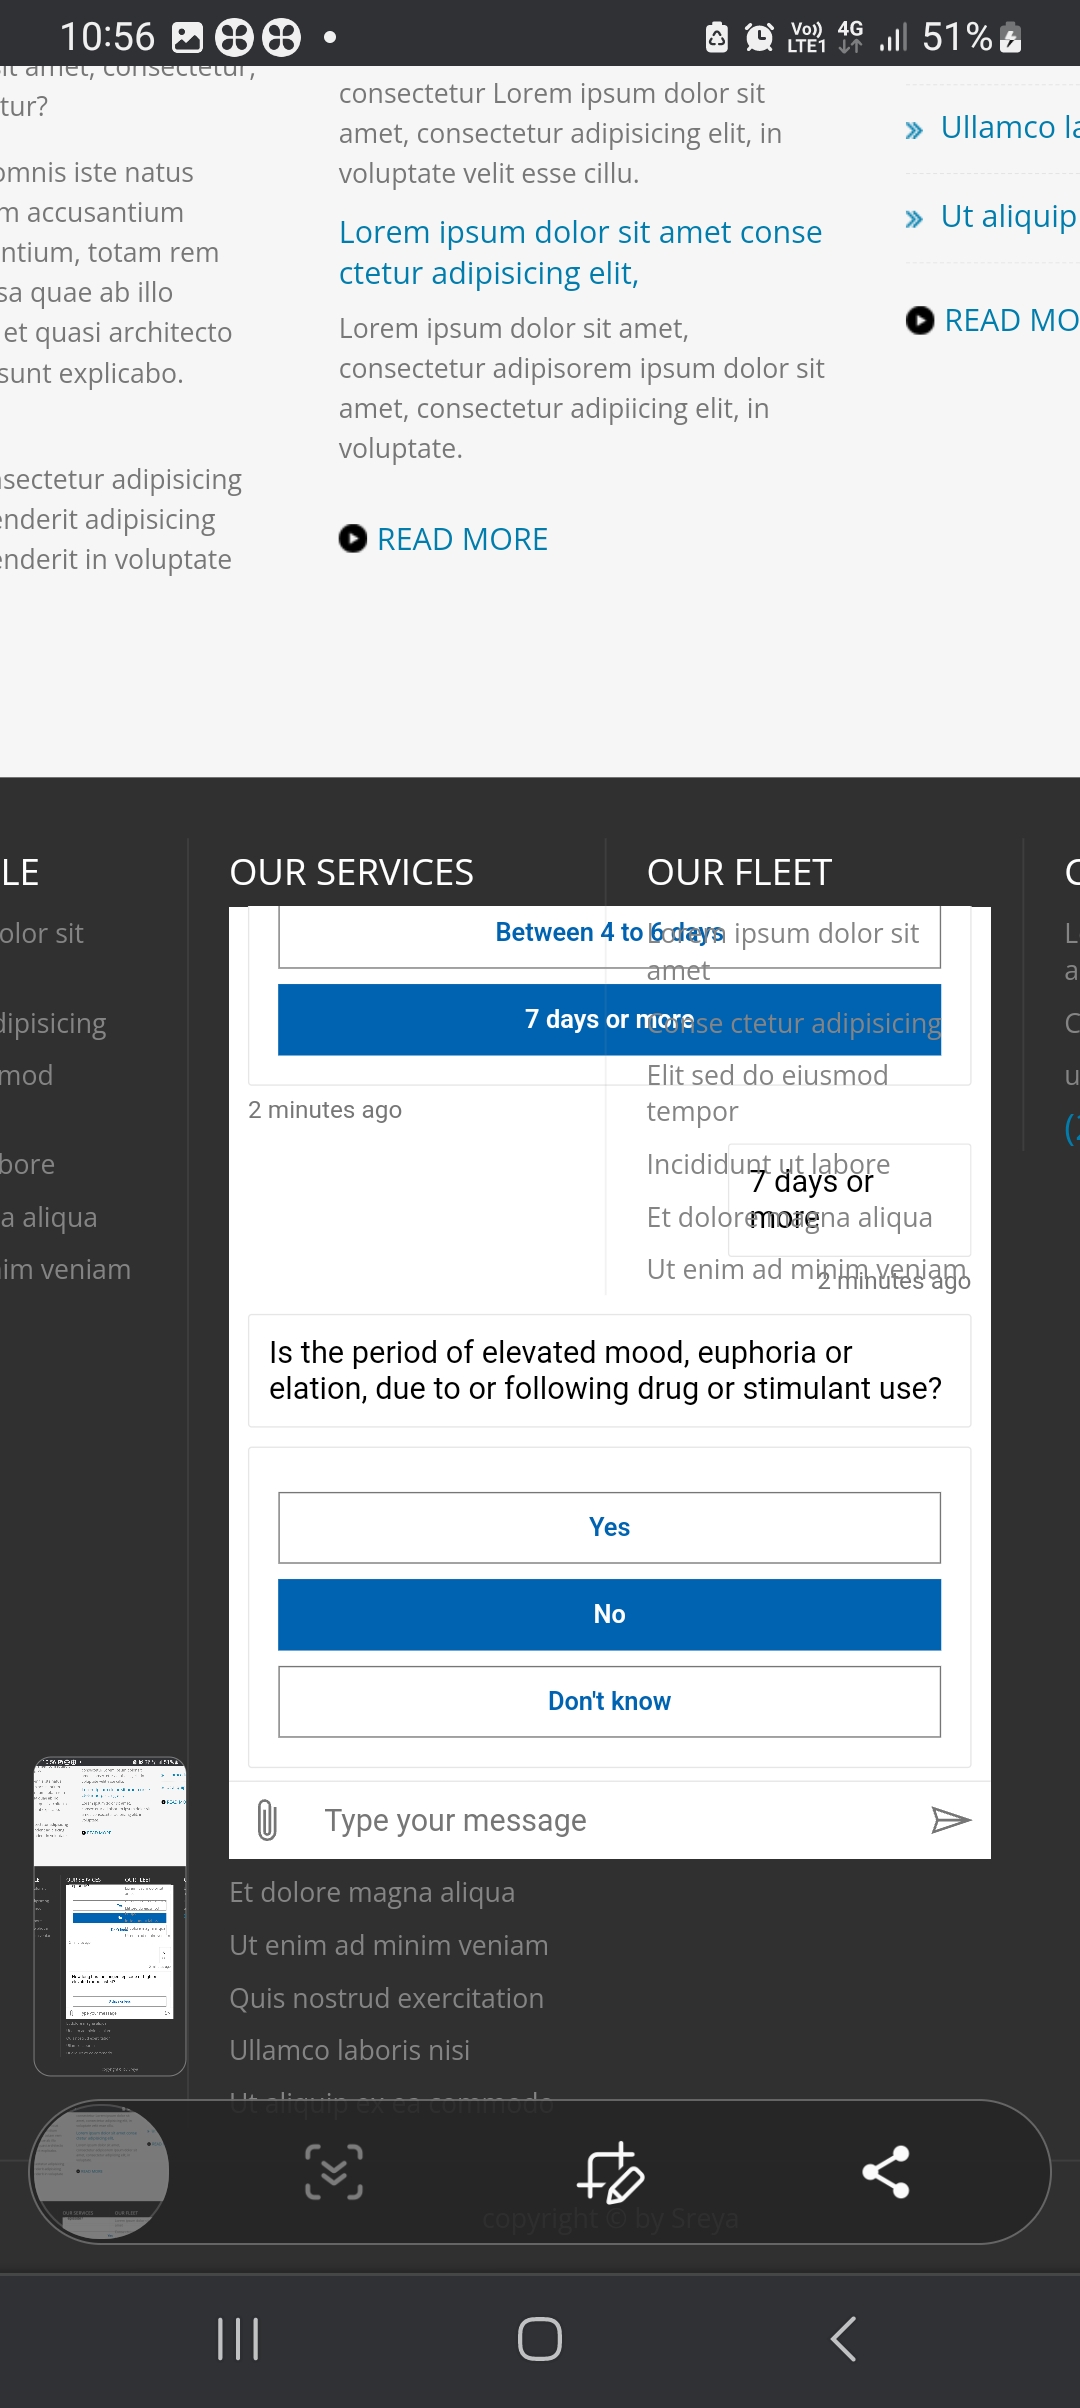 10:56
Vo)) LTE1 4G 51%
sit amet, consectetur,
tur?
omnis iste natus
m accusantium
ntium, totam rem
sa quae ab illo
et quasi architecto
sunt explicabo.
nsectetur adipisicing
enderit adipisicing
enderit in voluptate
consectetur Lorem ipsum dolor sit
amet, consectetur adipisicing elit, in
voluptate velit esse cillu.
Lorem ipsum dolor sit amet conse
ctetur adipisicing elit,
Lorem ipsum dolor sit amet,
consectetur adipisorem ipsum dolor sit
amet, consectetur adipiicing elit, in
voluptate.
READ MORE
Ullamco la
Ut aliquip
READ MO
LE
olor sit
dipisicing
mod
bore
a aliqua
nim veniam
OUR SERVICES
Between 4 to 6 days
7 days or more
2 minutes ago
7 days or
more
2 minutes ago
Is the period of elevated mood, euphoria or
elation, due to or following drug or stimulant use?
Yes
No
Don't know
Type your message
Et dolore magna aliqua
Ut enim ad minim veniam
Quis nostrud exercitation
Ullamco laboris nisi
Ut aliquip ex ea commodo
OUR FLEET
Lorem ipsum dolor sit
amet
Conse ctetur adipisicing
Elit sed do eiusmod
tempor
Incididunt ut labore
Et dolore magna aliqua
Ut enim ad minim veniam
copyright © by Sreya